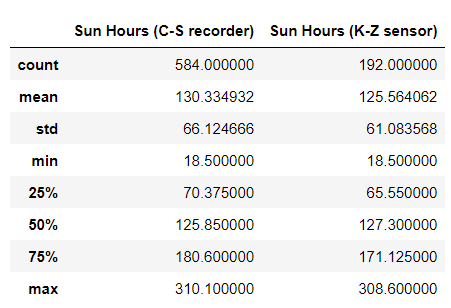 Sun Hours (C-S recorder) Sun Hours (K-Z sensor)
count 584.000000 192.000000
mean 130.334932 125.564062
std 66.124666 61.083568
min 18.500000 18.500000
25% 70.375000 65.550000
50% 125.850000 127.300000
75% 180.600000 171.125000
max 310.100000 308.600000